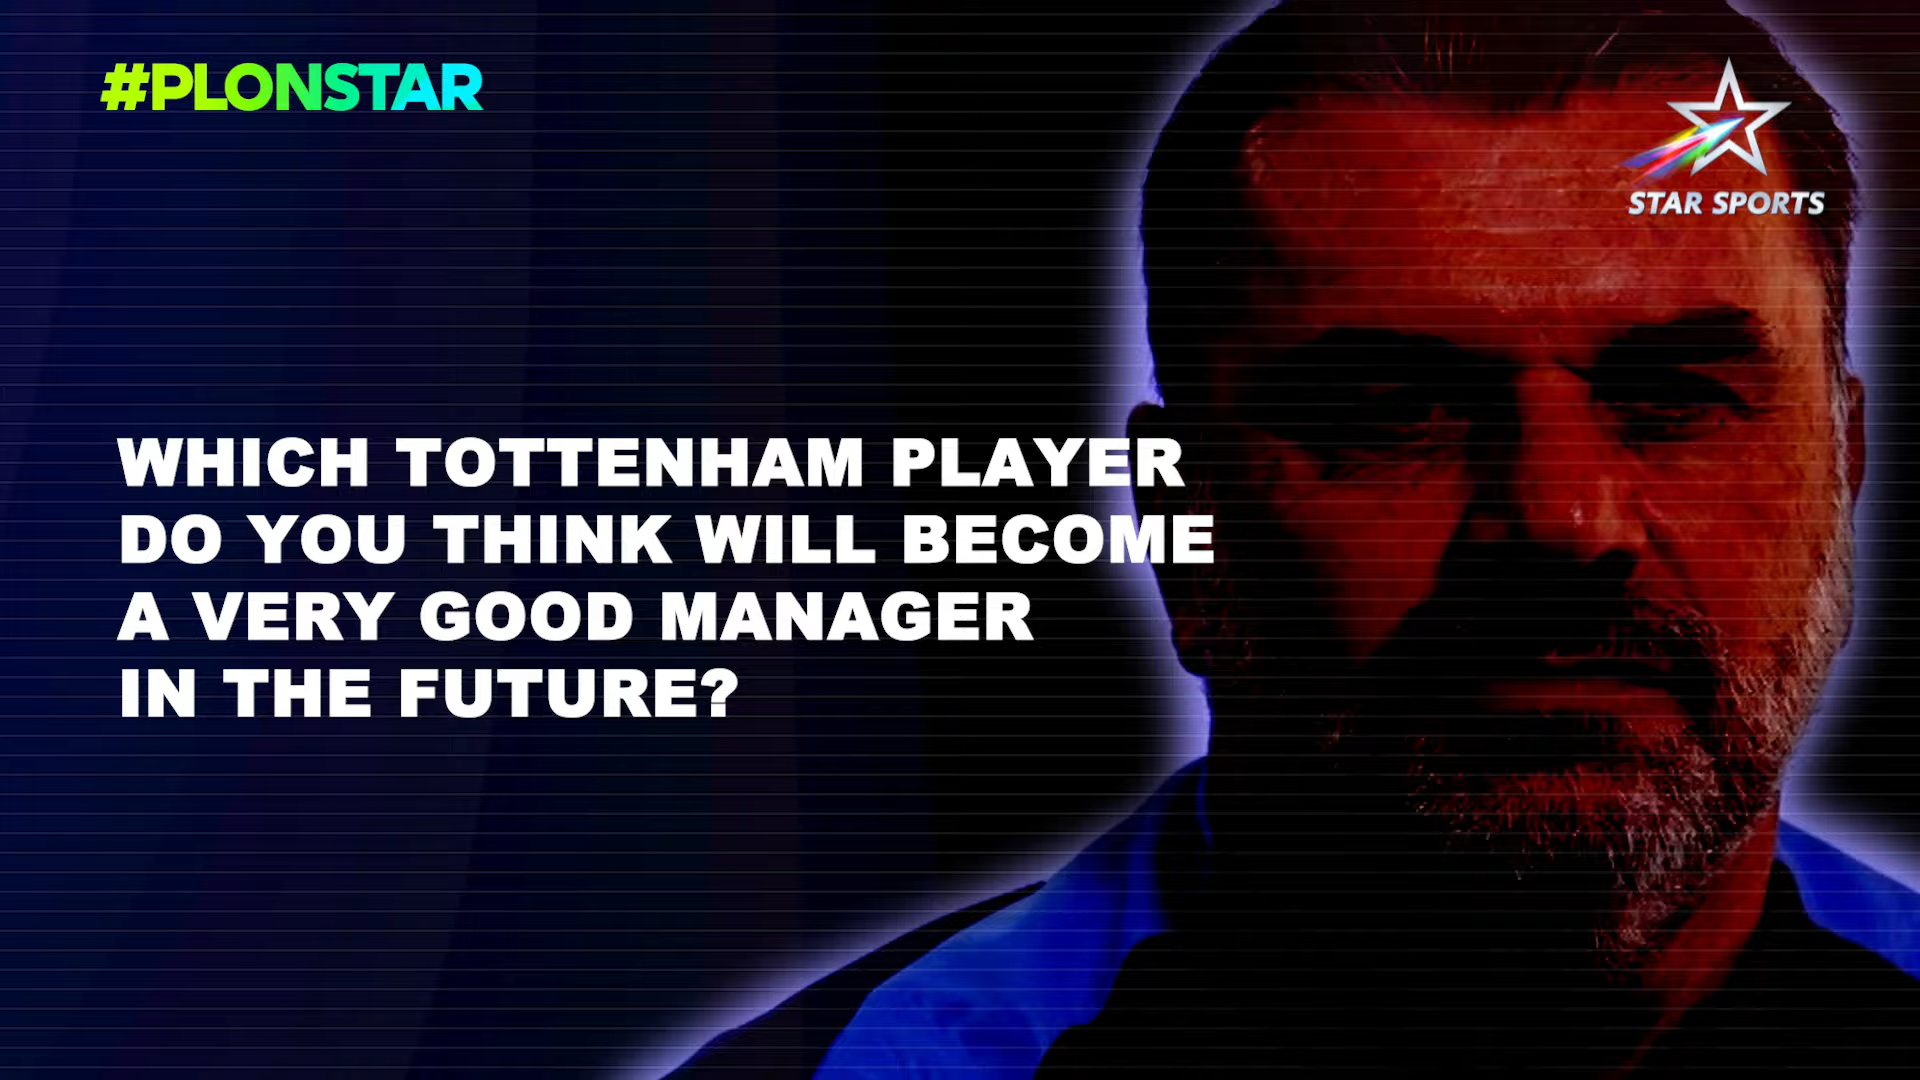 #PLONSTAR
STAR SPORTS
WHICH TOTTENHAM PLAYER
DO YOU THINK WILL BECOME
A VERY GOOD MANAGER
IN THE FUTURE?